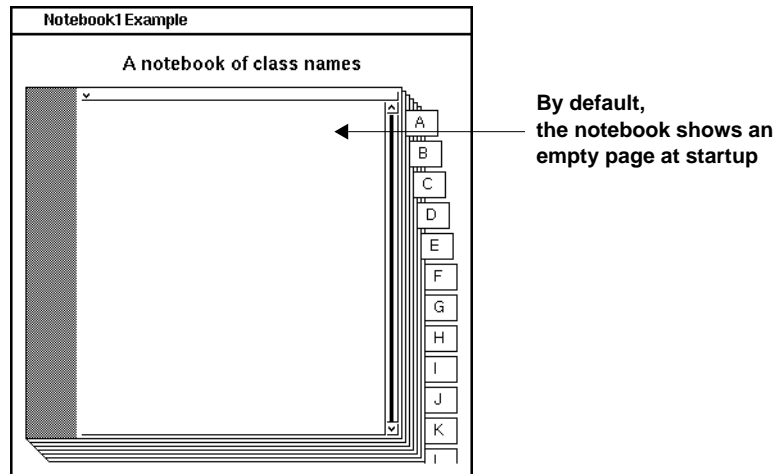 Notebook1 Example
A notebook of class names
A
B
C
D
E
F
G
H
I
J
K
By default,
the notebook shows an
empty page at startup